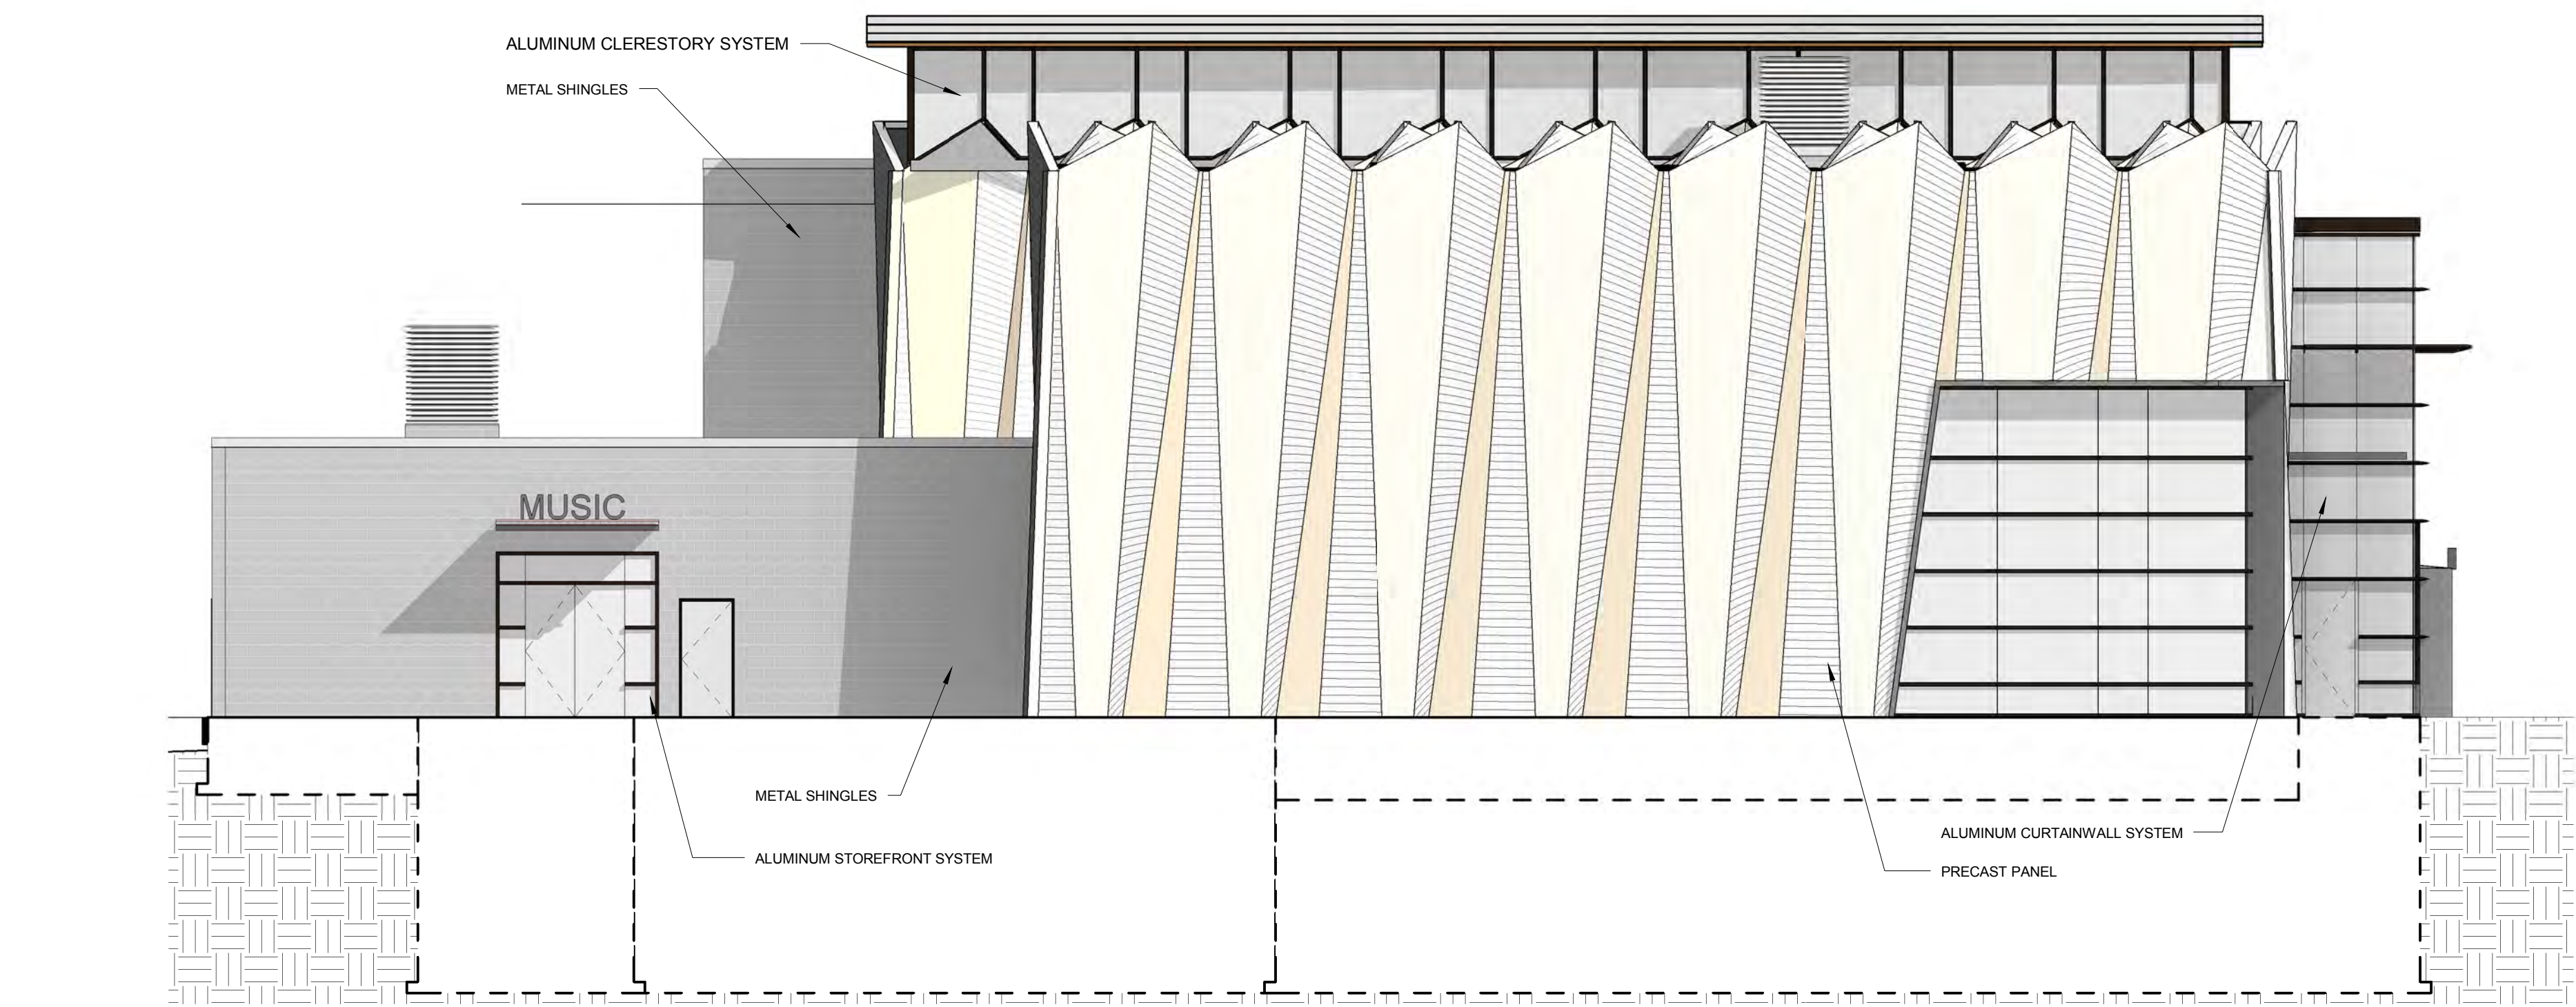 ALUMINUM CLERESTORY SYSTEM
METAL SHINGLES
MUSIC
METAL SHINGLES
ALUMINUM STOREFRONT SYSTEM
ALUMINUM CURTAINWALL SYSTEM
PRECAST PANEL